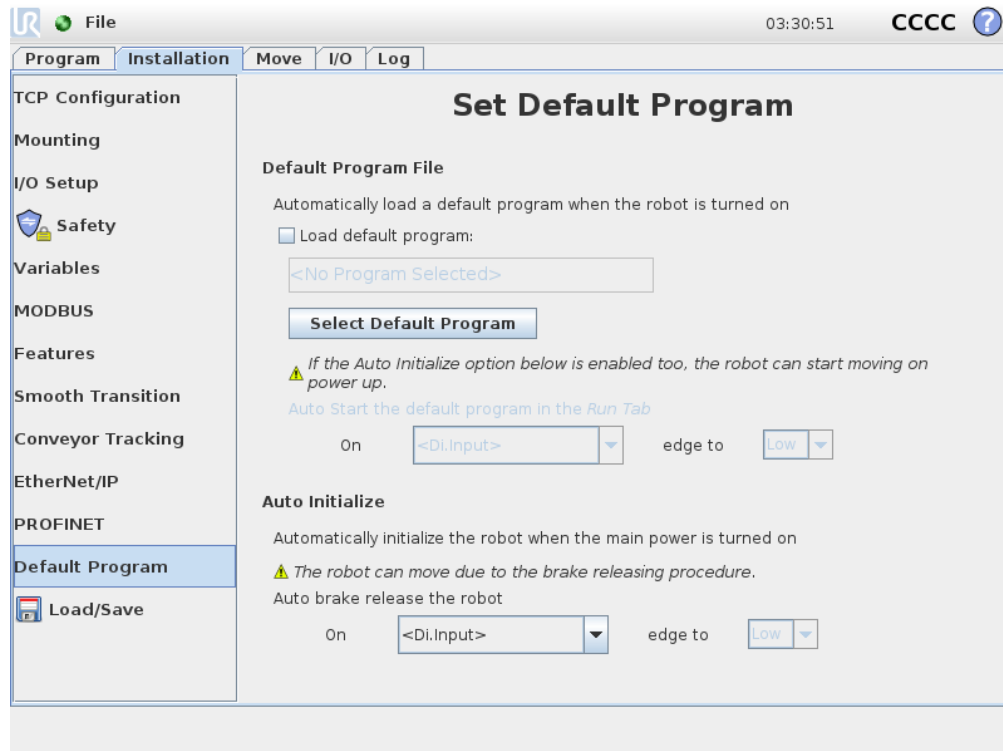 UR File 03:30:51 CCCC ?
Program Installation Move I/O Log
TCP Configuration
Mounting
I/O Setup
Safety
Variables
MODBUS
Features
Smooth Transition
Conveyor Tracking
EtherNet/IP
PROFINET
Default Program
Load/Save
Set Default Program
Default Program File
Automatically load a default program when the robot is turned on
Load default program:
<No Program Selected>
Select Default Program
If the Auto Initialize option below is enabled too, the robot can start moving on
power up.
Auto Start the default program in the Run Tab
On <Di.Input> edge to Low
Auto Initialize
Automatically initialize the robot when the main power is turned on
The robot can move due to the brake releasing procedure.
Auto brake release the robot
On <Di.Input> edge to Low